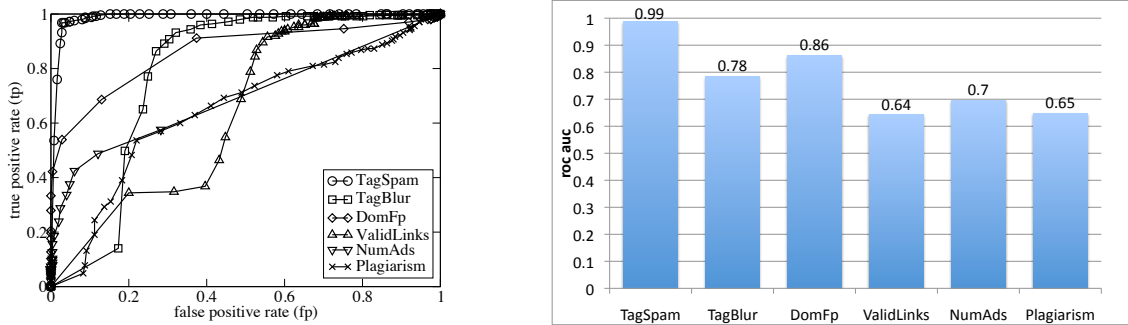 true positive rate (tp)
1
0.8
0.6
0.4
0.2
0
0 0.2 0.4 0.6 0.8 1
false positive rate (fp)
TagSpam
TagBlur
DomFp
ValidLinks
NumAds
Plagiarism
roc auc
1
0.9
0.8
0.7
0.6
0.5
0.4
0.3
0.2
0.1
0
0.99
0.78
0.86
0.64
0.7
0.65
TagSpam TagBlur DomFp ValidLinks NumAds Plagiarism